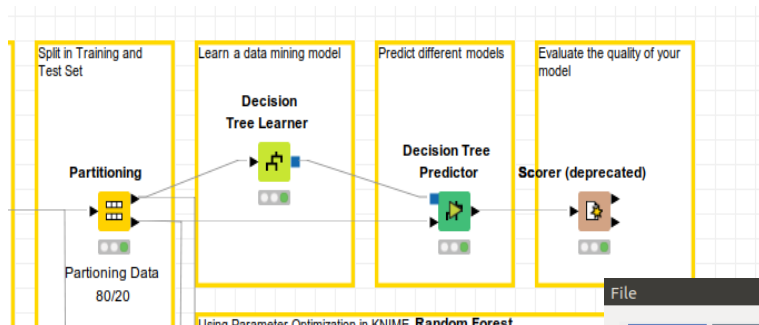 Split in Training and
Test Set
Learn a data mining model
Predict different models
Evaluate the quality of your
model
Decision
Tree Learner
Decision Tree
Predictor
Partitioning
Scorer (deprecated)
Partioning Data
80/20
File
Using Parameter Optimization in KNIME Random Forest